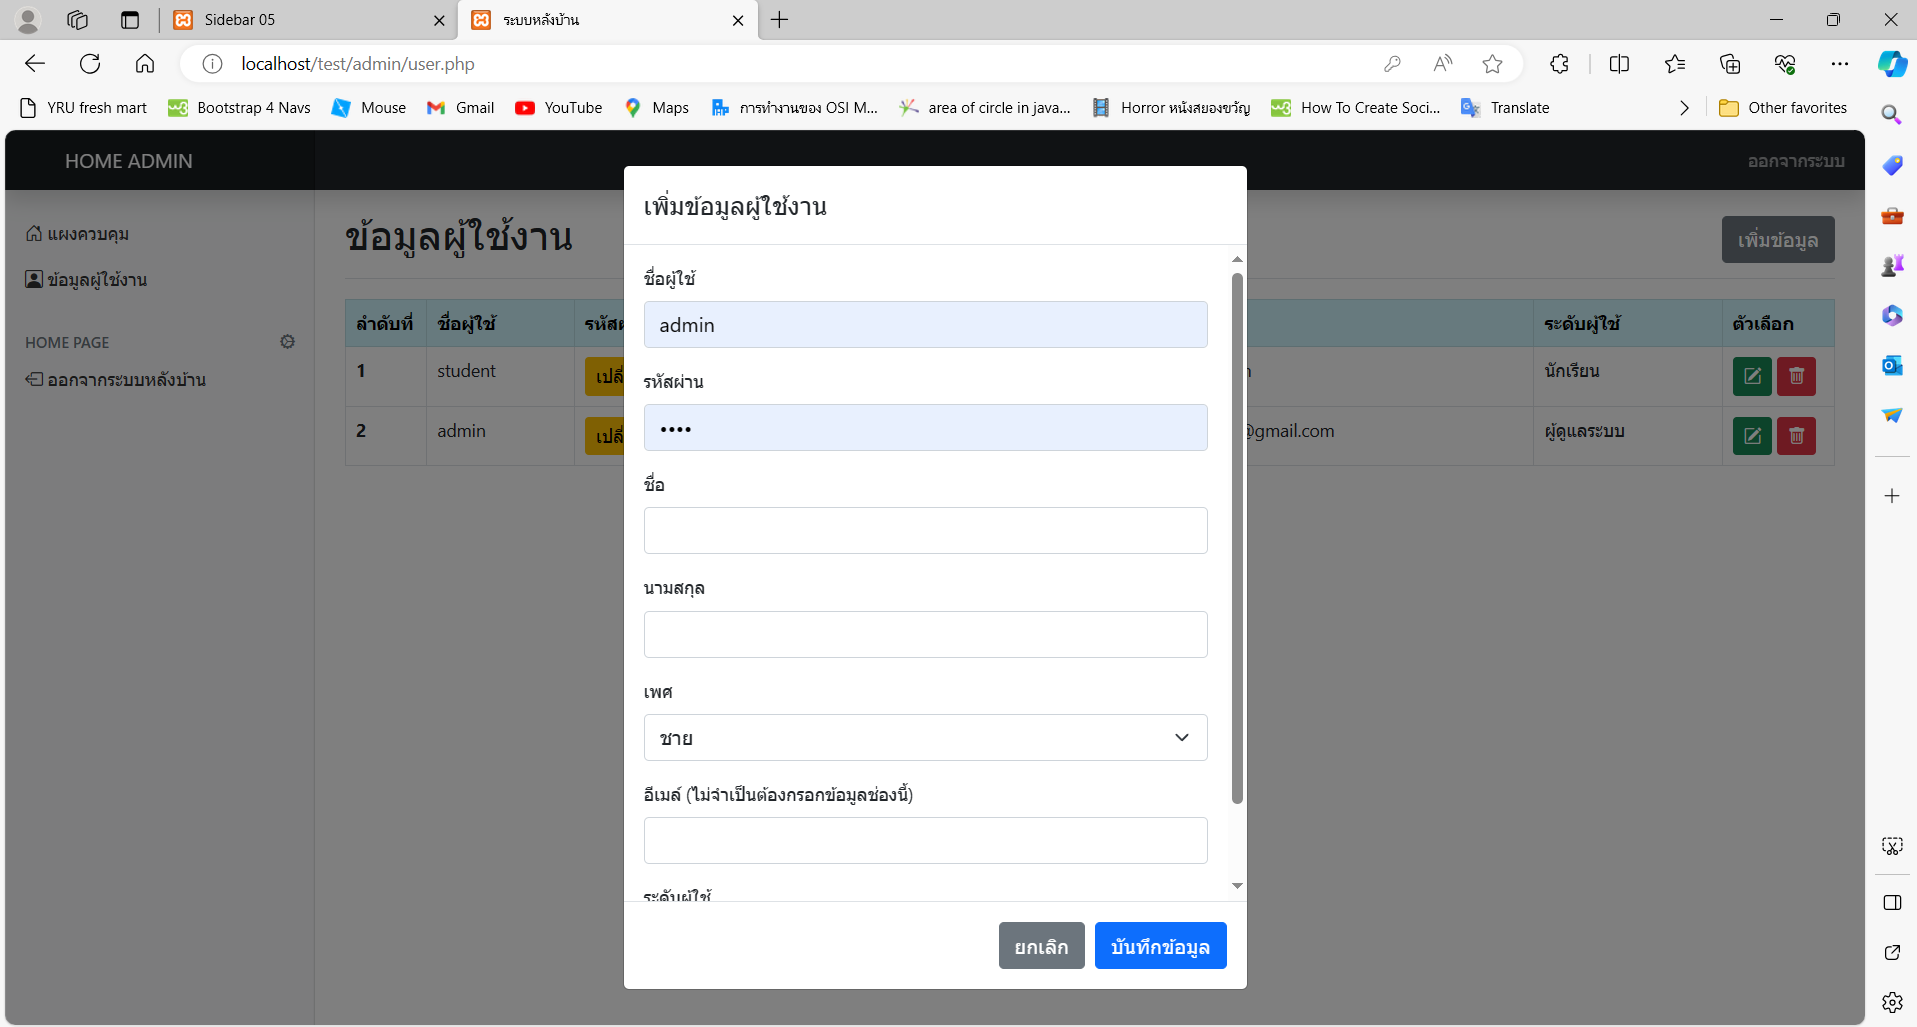 Sidebar 05
ระบบหลังบ้าน
localhost/test/admin/user.php
YRU fresh mart
Bootstrap 4 Navs
Mouse
Gmail
YouTube
Maps
การทำงานของ OSI M...
area of circle in java...
Horror หนังสยองขวัญ
How To Create Soci...
Translate
Other favorites
HOME ADMIN
ออกจากระบบ
แผงควบคุม
ข้อมูลผู้ใช้งาน
HOME PAGE
ออกจากระบบหลังบ้าน
ข้อมูลผู้ใช้งาน
เพิ่มข้อมูล
ลำดับที่ ชื่อผู้ใช้ ระดับผู้ใช้ ตัวเลือก
1 student นักเรียน
2 admin @gmail.com ผู้ดูแลระบบ
เพิ่มข้อมูลผู้ใช้งาน
ชื่อผู้ใช้
admin
รหัสผ่าน
••••
ชื่อ
นามสกุล
เพศ
ชาย
อีเมล์ (ไม่จำเป็นต้องกรอกข้อมูลช่องนี้)
ระดับผู้ใช้
ยกเลิก
บันทึกข้อมูล